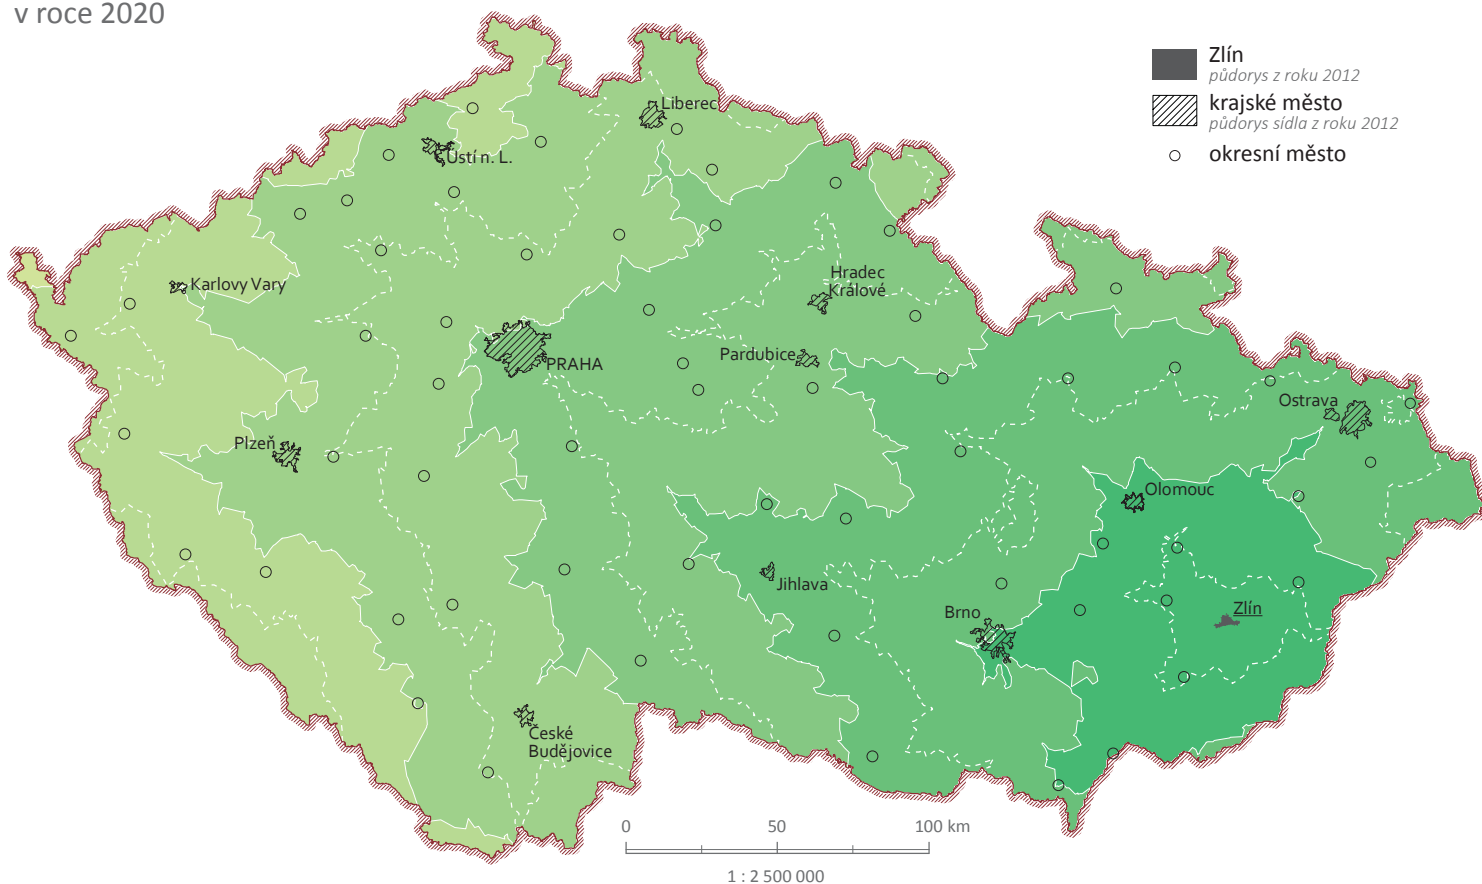 v roce 2020
Zlín
půdorys z roku 2012
krajské město
půdorys sídla z roku 2012
okresní město
Liberec
Ústí n. L.
Karlovy Vary
Hradec
Králové
Pardubice
PRAHA
Ostrava
Plzeň
Olomouc
Jihlava
Brno
Zlín
České
Budějovice
0 50 100 km
1 : 2 500 000